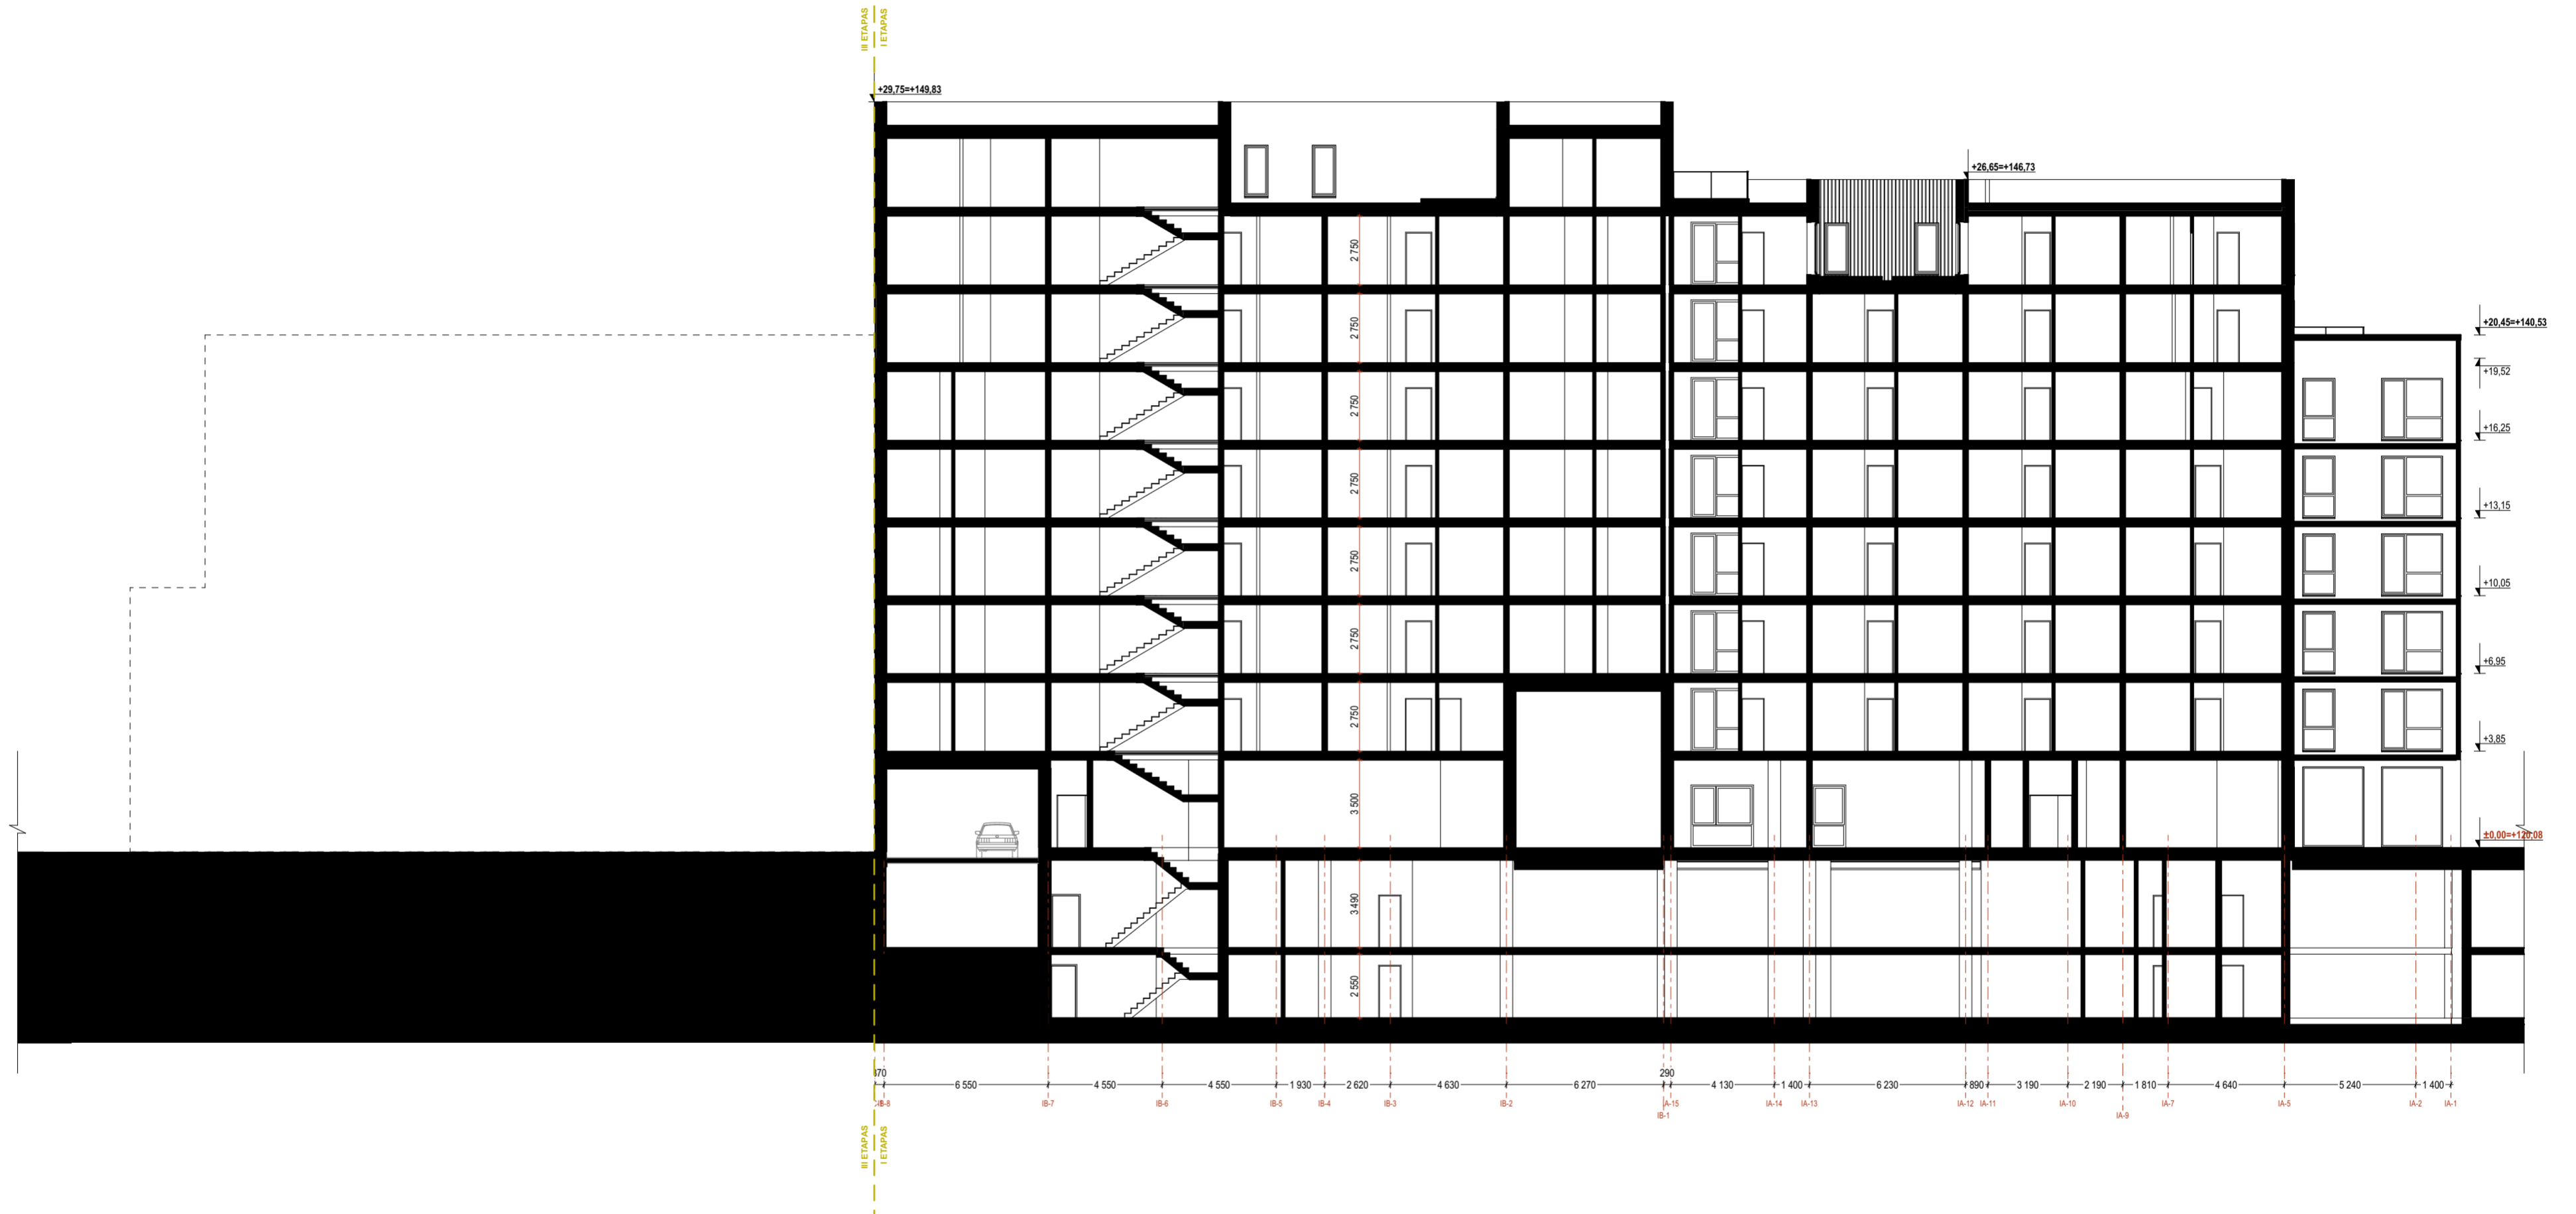 III ETAPAS
I ETAPAS
+29,75=+149,83
+26,65=+146,73
+20,45=+140,53
+19,52
+16,25
+13,15
+10,05
+6,95
+3,85
±0,00=+120,08
2 750
2 750
2 750
2 750
2 750
2 750
2 750
3 500
3 490
2 550
6 550
4 550
4 550
1 930
2 620
4 630
6 270
290
4 130
1 400
6 230
890
3 190
2 190
1 810
4 640
5 240
1 400
IB-8
IB-7
IB-6
IB-5
IB-4
IB-3
IB-2
IB-1
IA-15
IA-14
IA-13
IA-12
IA-11
IA-10
IA-9
IA-7
IA-5
IA-2
IA-1
III ETAPAS
I ETAPAS